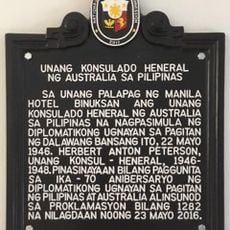 UNANG KONSULADO HENERAL
NG AUSTRALIA SA PILIPINAS
SA UNANG PALAPAG NG MANILA
HOTEL BINUKSAN ANG UNANG
KONSULADO HENERAL NG AUSTRALIA
SA PILIPINAS NA NAGPASIMULA NG
DIPLOMATIKONG UGNAYAN SA PAGITAN
NG DALAWANG BANSANG ITO, 22 MAYO
1946. HERBERT ANTON PETERSON,
UNANG KONSUL - HENERAL, 1946-
1948. PINASINAYAAN BILANG PAGGUNITA
SA IKA - 70 ANIBERSARYO NG
DIPLOMATIKONG UGNAYAN NG
PILIPINAS AT AUSTRALIA ALINSUNOD
SA PROKLAMASYON BILANG 1282
NA NILAGDAAN NOONG 23 MAYO 2016.